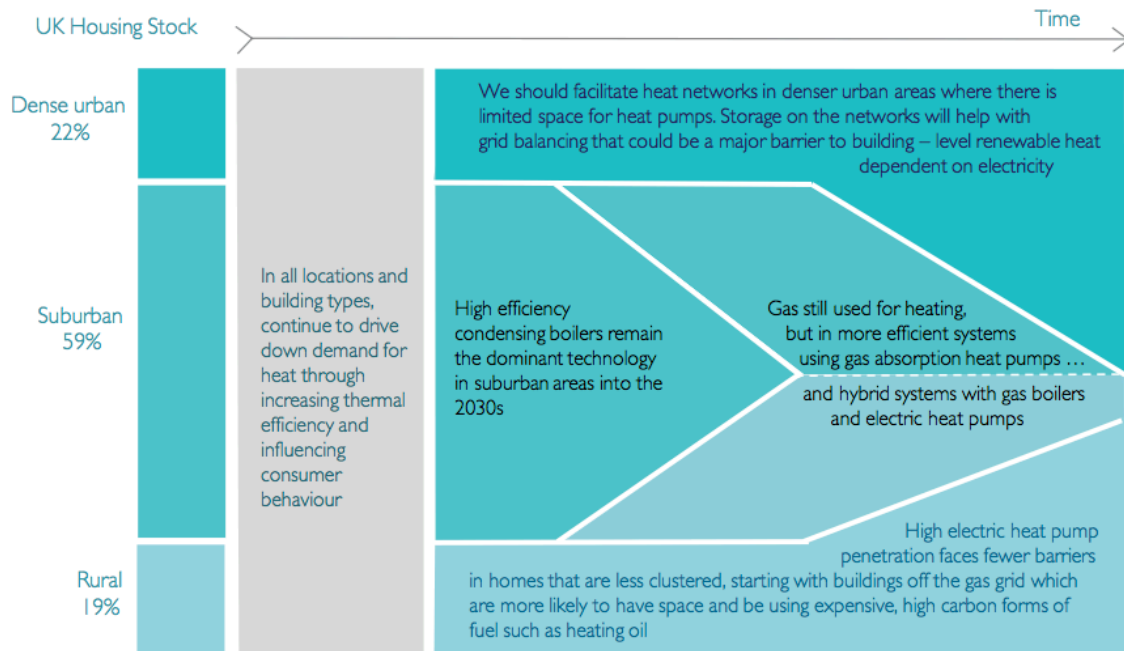 UK Housing Stock
Time
Dense urban
22%
We should facilitate heat networks in denser urban areas where there is
limited space for heat pumps. Storage on the networks will help with
grid balancing that could be a major barrier to building – level renewable heat
dependent on electricity
Suburban
59%
In all locations and
building types,
continue to drive
down demand for
heat through
increasing thermal
efficiency and
influencing
consumer
behaviour
High efficiency
condensing boilers remain
the dominant technology
in suburban areas into the
2030s
Gas still used for heating,
but in more efficient systems
using gas absorption heat pumps ...
and hybrid systems with gas boilers
and electric heat pumps
Rural
19%
High electric heat pump
penetration faces fewer barriers
in homes that are less clustered, starting with buildings off the gas grid which
are more likely to have space and be using expensive, high carbon forms of
fuel such as heating oil